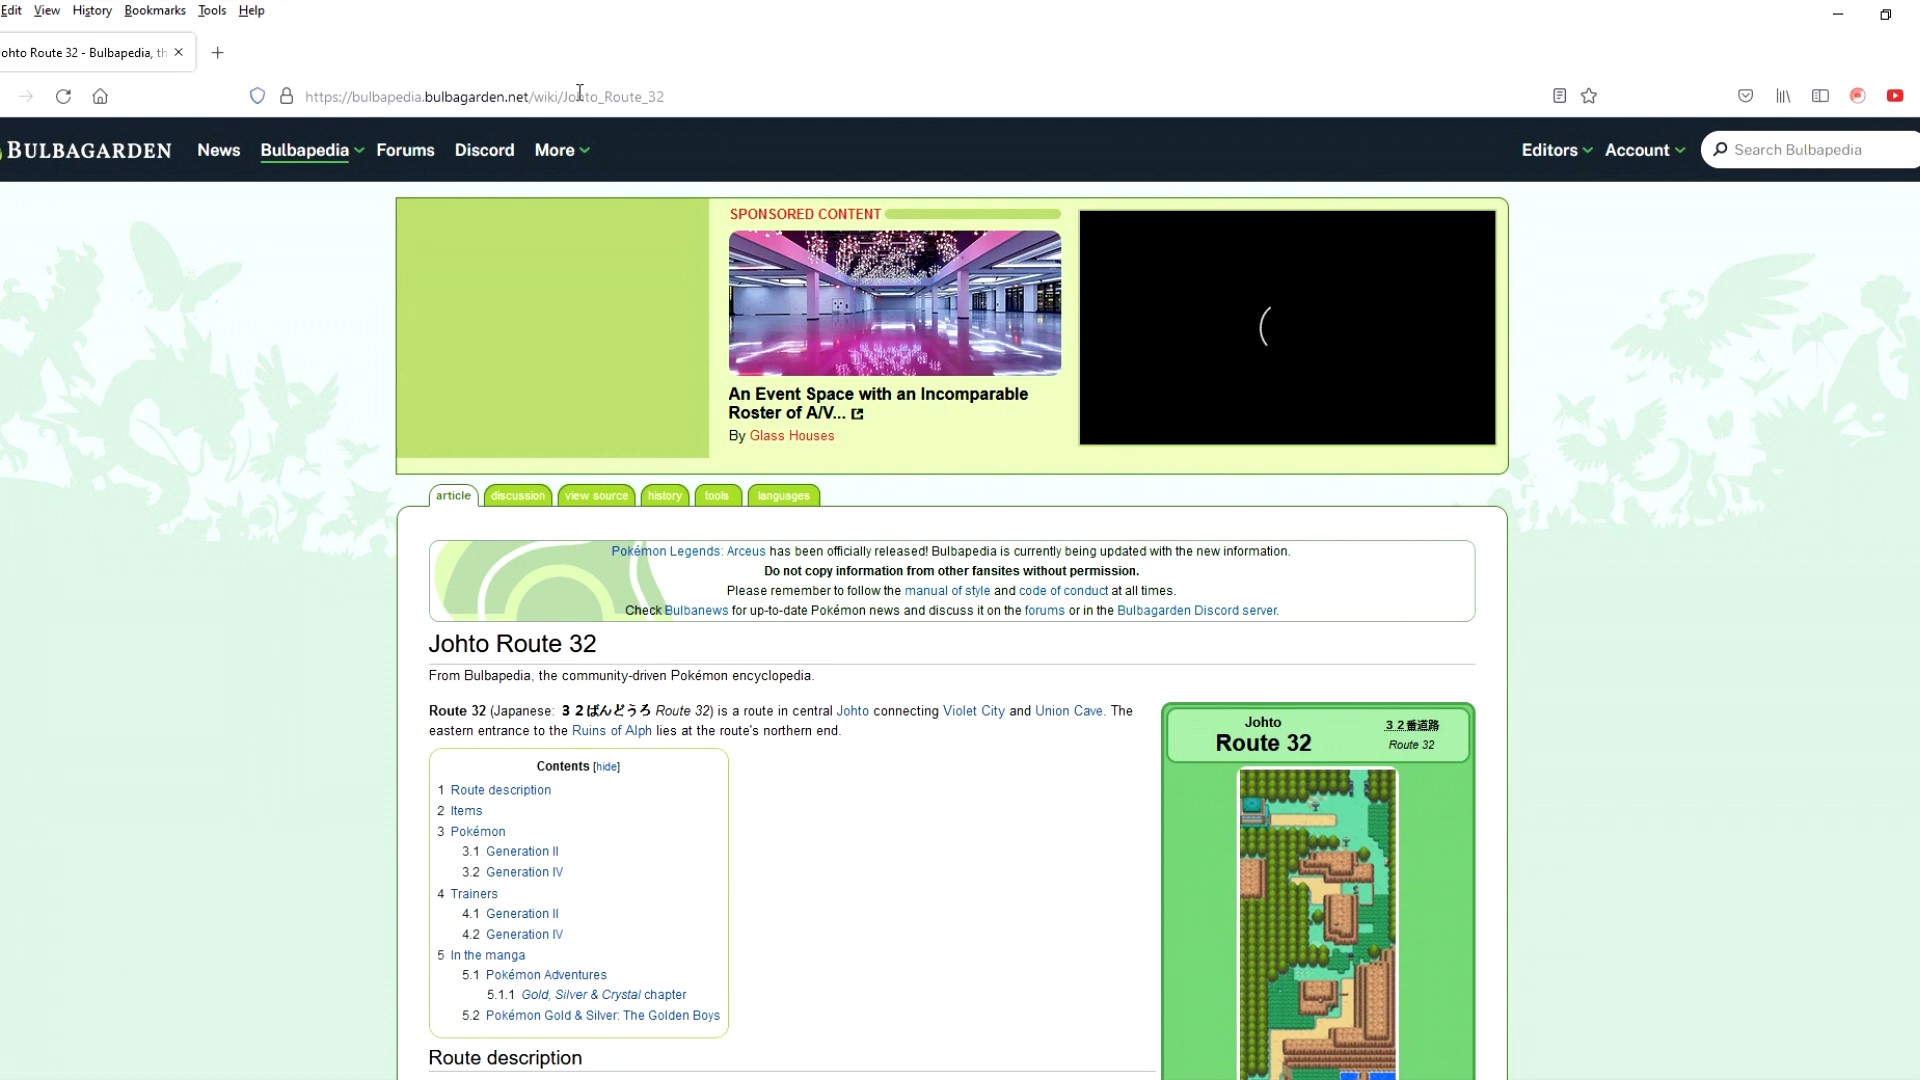 Edit View History Bookmarks Tools Help
ohto Route 32 - Bulbapedia, th
https://bulbapedia.bulbagarden.net/wiki/Johto_Route_32
BULBAGARDEN News Bulbapedia Forums Discord More Editors Account Search Bulbapedia
SPONSORED CONTENT
An Event Space with an Incomparable
Roster of A/V...
By Glass Houses
article discussion view source history tools languages
Pokémon Legends: Arceus has been officially released! Bulbapedia is currently being updated with the new information.
Do not copy information from other fansites without permission.
Please remember to follow the manual of style and code of conduct at all times.
Check Bulbanews for up-to-date Pokémon news and discuss it on the forums or in the Bulbagarden Discord server.
Johto Route 32
From Bulbapedia, the community-driven Pokémon encyclopedia.
Route 32 (Japanese: ３２ばんどうろ Route 32) is a route in central Johto connecting Violet City and Union Cave. The
eastern entrance to the Ruins of Alph lies at the route's northern end.
Contents [hide]
1 Route description
2 Items
3 Pokémon
3.1 Generation II
3.2 Generation IV
4 Trainers
4.1 Generation II
4.2 Generation IV
5 In the manga
5.1 Pokémon Adventures
5.1.1 Gold, Silver & Crystal chapter
5.2 Pokémon Gold & Silver: The Golden Boys
Route description
Johto
Route 32
３２番道路
Route 32